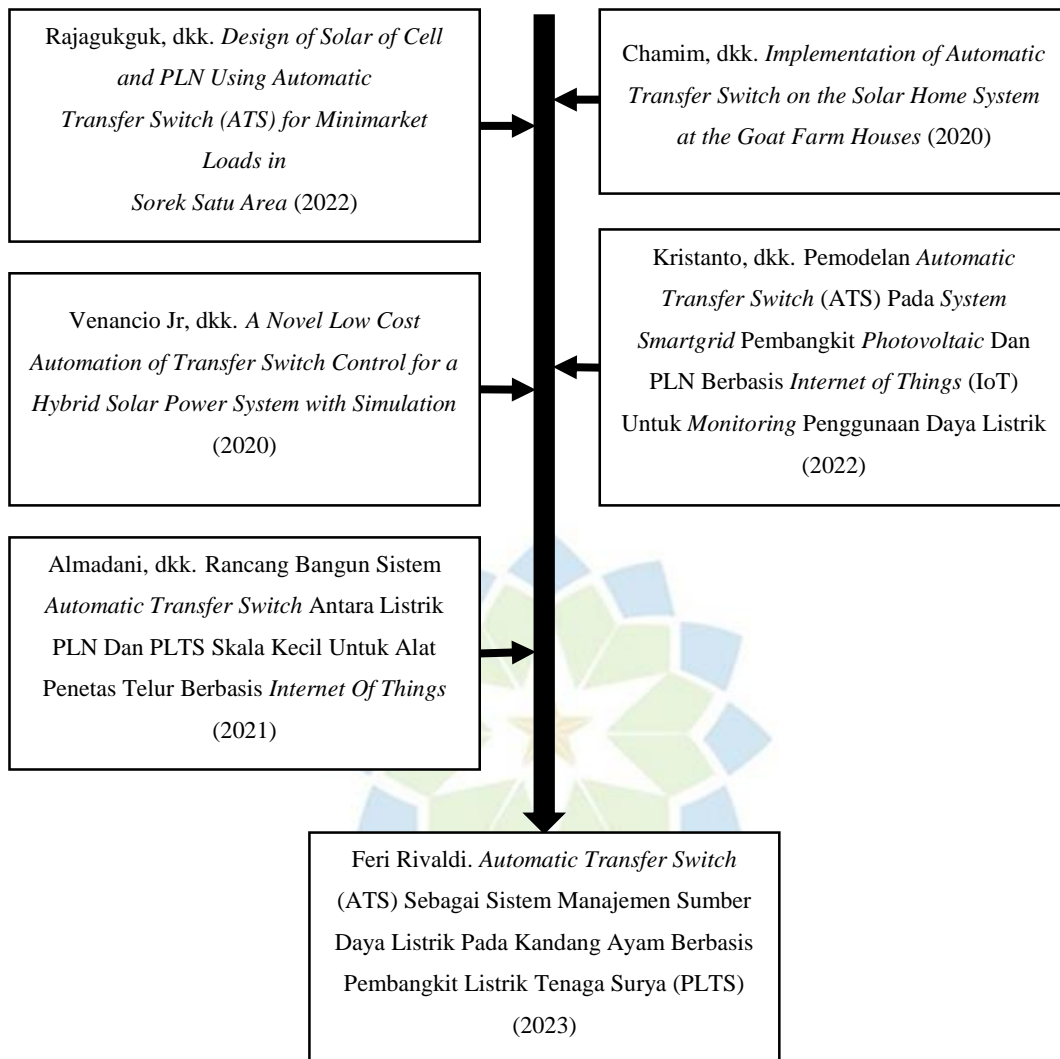 Rajagukguk, dkk. Design of Solar of Cell
and PLN Using Automatic
Transfer Switch (ATS) for Minimarket
Loads in
Sorek Satu Area (2022)
Chamim, dkk. Implementation of Automatic
Transfer Switch on the Solar Home System
at the Goat Farm Houses (2020)
Venancio Jr, dkk. A Novel Low Cost
Automation of Transfer Switch Control for a
Hybrid Solar Power System with Simulation
(2020)
Kristanto, dkk. Pemodelan Automatic
Transfer Switch (ATS) Pada System
Smartgrid Pembangkit Photovoltaic Dan
PLN Berbasis Internet of Things (IoT)
Untuk Monitoring Penggunaan Daya Listrik
(2022)
Almadani, dkk. Rancang Bangun Sistem
Automatic Transfer Switch Antara Listrik
PLN Dan PLTS Skala Kecil Untuk Alat
Penetas Telur Berbasis Internet Of Things
(2021)
Feri Rivaldi. Automatic Transfer Switch
(ATS) Sebagai Sistem Manajemen Sumber
Daya Listrik Pada Kandang Ayam Berbasis
Pembangkit Listrik Tenaga Surya (PLTS)
(2023)